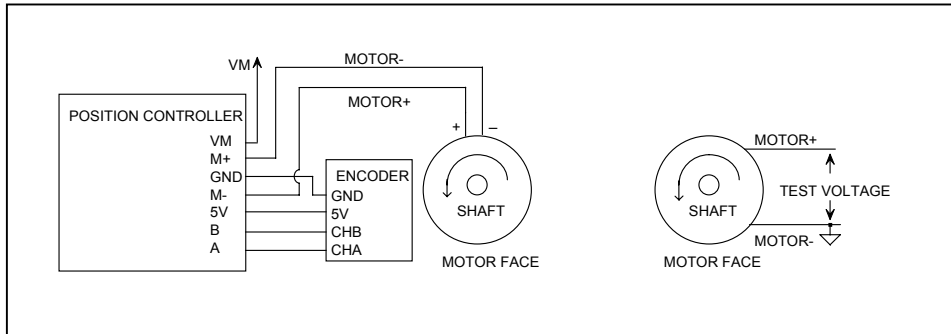 VM
MOTOR-
MOTOR+
POSITION CONTROLLER
VM
M+
GND
M-
5V
B
A
ENCODER
GND
5V
CHB
CHA
+ –
SHAFT
MOTOR FACE
MOTOR+
TEST VOLTAGE
SHAFT
MOTOR-
MOTOR FACE